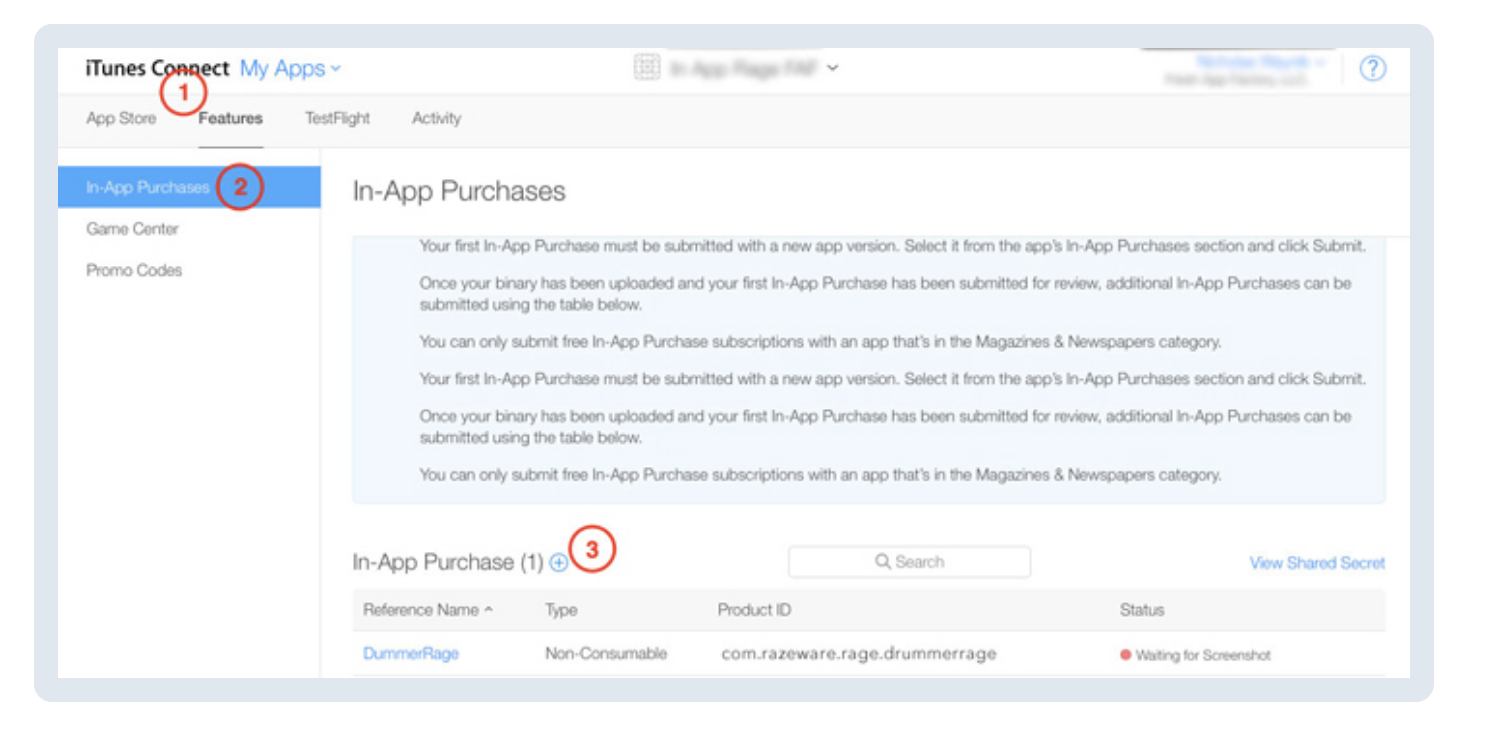 iTunes Connect My Apps
1
App Store Features TestFlight Activity
In-App Purchases 2
Game Center
Promo Codes
In-App Purchases
Your first In-App Purchase must be submitted with a new app version. Select it from the app's In-App Purchases section and click Submit.
Once your binary has been uploaded and your first In-App Purchase has been submitted for review, additional In-App Purchases can be
submitted using the table below.
You can only submit free In-App Purchase subscriptions with an app that's in the Magazines & Newspapers category.
Your first In-App Purchase must be submitted with a new app version. Select it from the app's In-App Purchases section and click Submit.
Once your binary has been uploaded and your first In-App Purchase has been submitted for review, additional In-App Purchases can be
submitted using the table below.
You can only submit free In-App Purchase subscriptions with an app that's in the Magazines & Newspapers category.
In-App Purchase (1) 3 Search View Shared Secret
Reference Name Type Product ID Status
DummerRage Non-Consumable com.razeware.rage.drummerrage Waiting for Screenshot